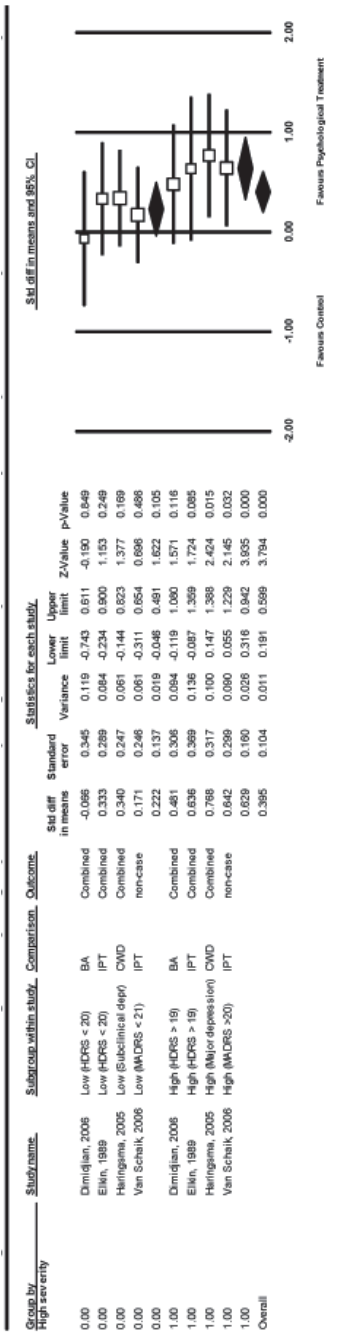 Group by Study name Subgroup within study Comparison Outcome Statistics for each study Std diff in means and 95% CI
High severity
Std diff in means Standard error Variance Lower limit Upper limit Z-Value p-Value
0.00 Dimidjian, 2006 Low (HDRS < 20) BA Combined -0.066 0.345 0.119 -0.743 0.611 -0.190 0.849
0.00 Elkin, 1989 Low (HDRS < 20) IPT Combined 0.333 0.289 0.084 -0.234 0.900 1.153 0.249
0.00 Haringsma, 2005 Low (Subclinical depr) CWD Combined 0.340 0.247 0.061 -0.144 0.823 1.377 0.169
0.00 Van Schaik, 2006 Low (MADRS < 21) IPT non-case 0.171 0.246 0.061 -0.311 0.654 0.696 0.486
0.00 0.222 0.137 0.019 -0.046 0.491 1.622 0.105
1.00 Dimidjian, 2006 High (HDRS > 19) BA Combined 0.481 0.306 0.094 -0.119 1.080 1.571 0.116
1.00 Elkin, 1989 High (HDRS > 19) IPT Combined 0.636 0.369 0.136 -0.087 1.359 1.724 0.085
1.00 Haringsma, 2005 High (Major depression) CWD Combined 0.768 0.317 0.100 0.147 1.388 2.424 0.015
1.00 Van Schaik, 2006 High (MADRS >20) IPT non-case 0.642 0.299 0.090 0.055 1.229 2.145 0.032
1.00 0.629 0.160 0.026 0.316 0.942 3.935 0.000
Overall 0.395 0.104 0.011 0.191 0.599 3.794 0.000
-2.00 -1.00 0.00 1.00 2.00
Favours Control Favours Psychological Treatment